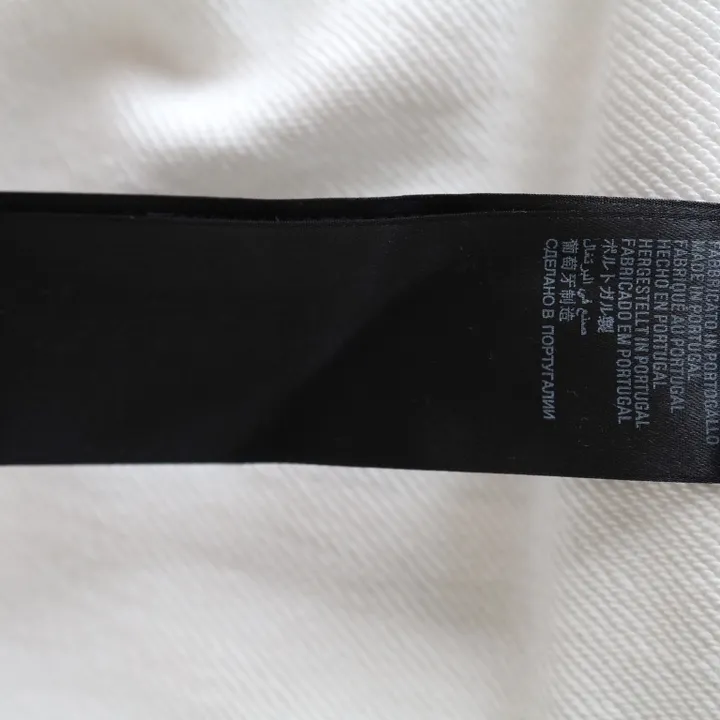 FABBRICATO IN PORTOGALLO
MADE IN PORTUGAL
FABRIQUÉ AU PORTUGAL
HECHO EN PORTUGAL
HERGESTELLT IN PORTUGAL
FABRICADO EM PORTUGAL
ポルトガル製
صنع في البرتغال
葡萄牙制造
СДЕЛАНО В ПОРТУГАЛИИ